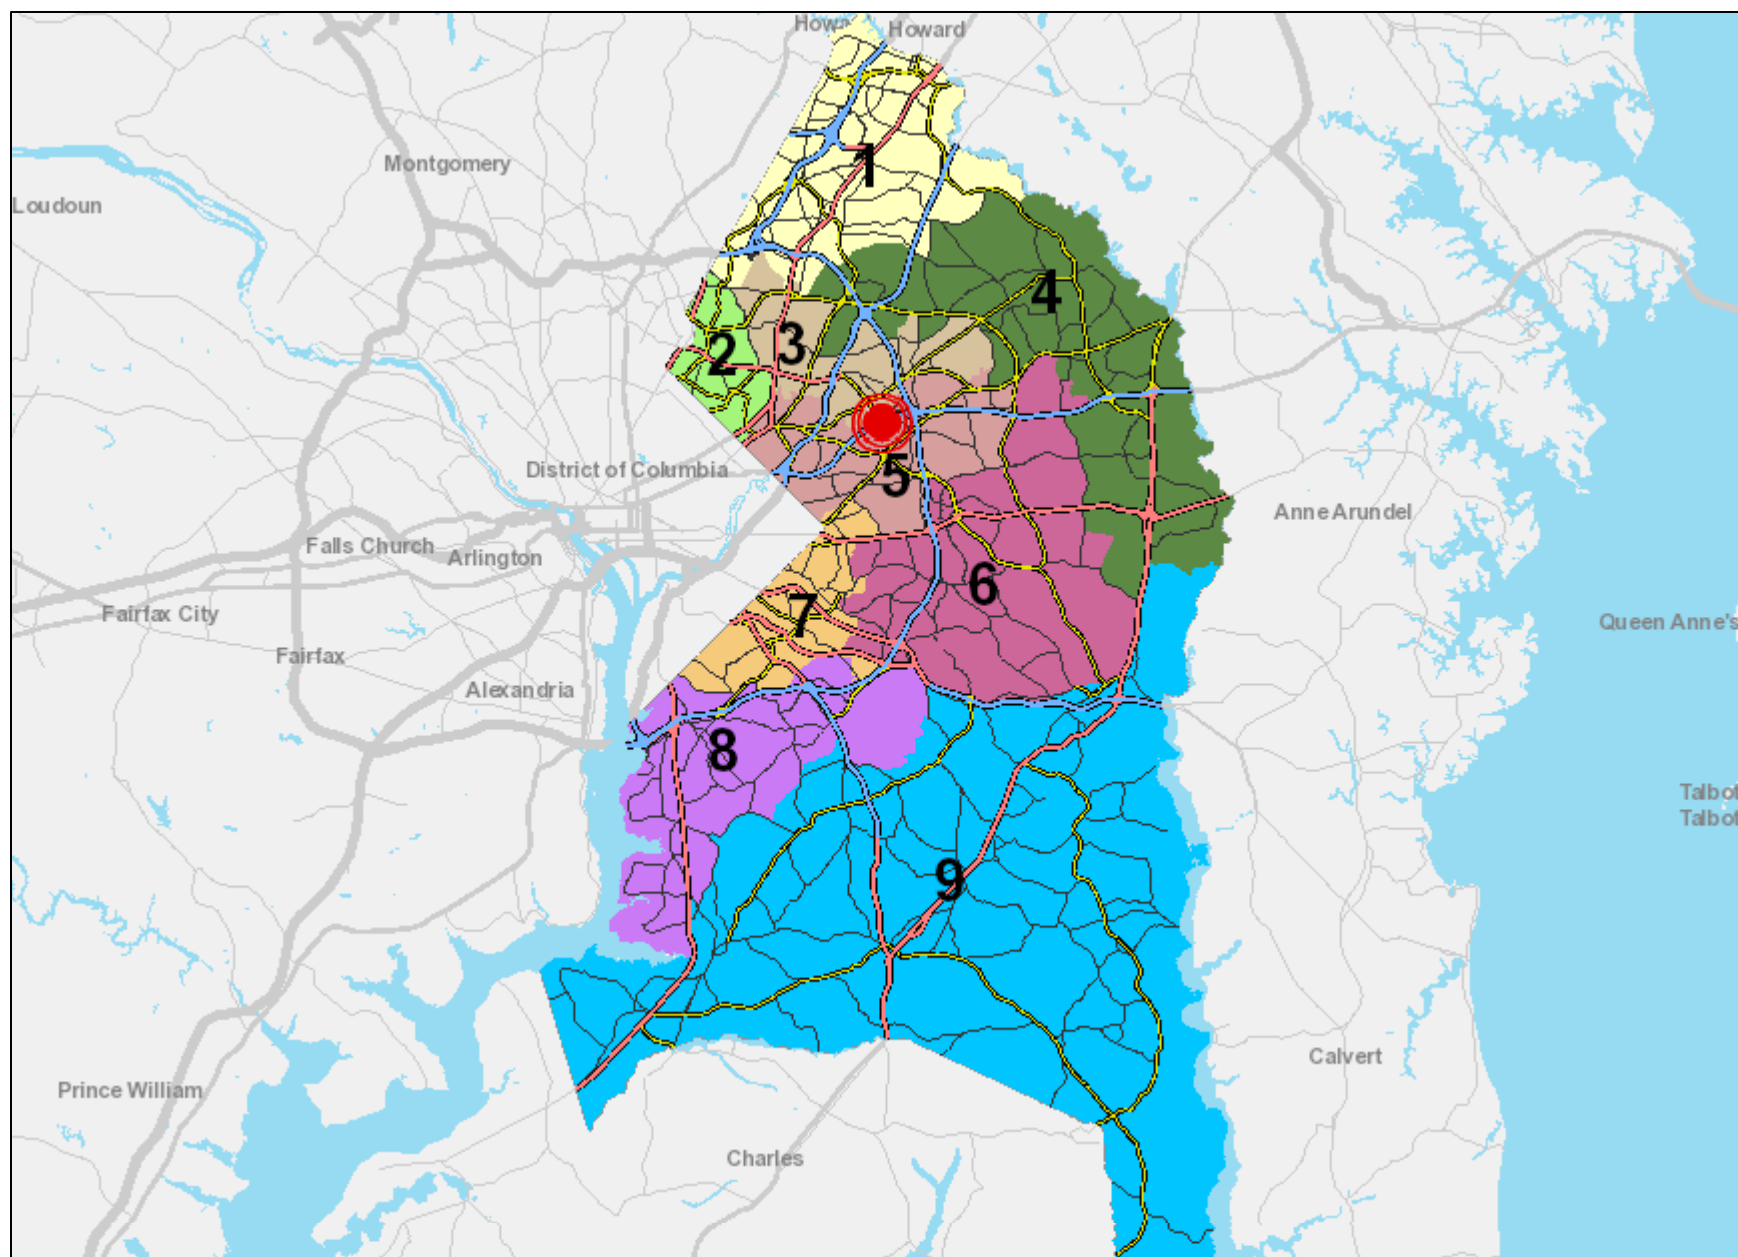 Howa
Howard
Montgomery
1
Loudoun
4
2
3
District of Columbia
5
Anne Arundel
Falls Church
Arlington
6
Fairfax City
7
Queen Anne's
Fairfax
Alexandria
8
Talbot
Talbot
9
Calvert
Prince William
Charles